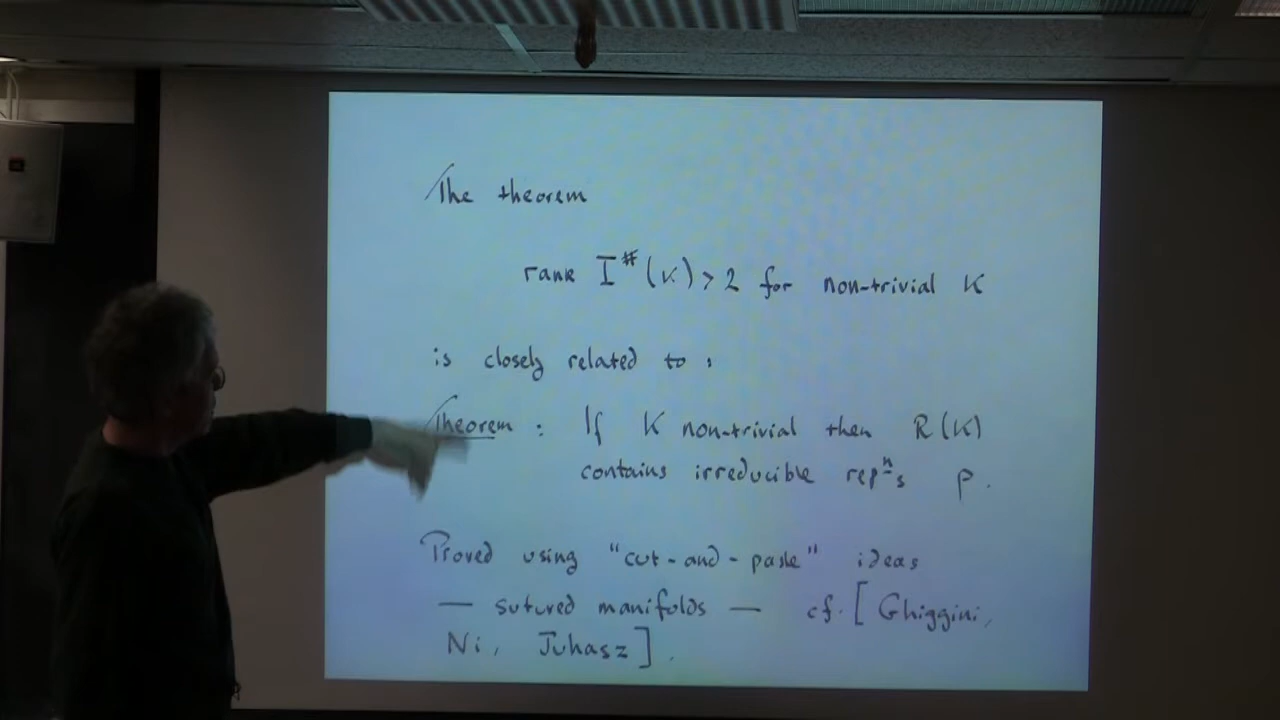 The theorem
rank I#(K) > 2 for non-trivial K
is closely related to :
Theorem : If K non-trivial then R(K)
contains irreducible repⁿs ρ.
Proved using "cut-and-paste" ideas
— sutured manifolds — cf. [Ghiggini,
Ni, Juhasz].